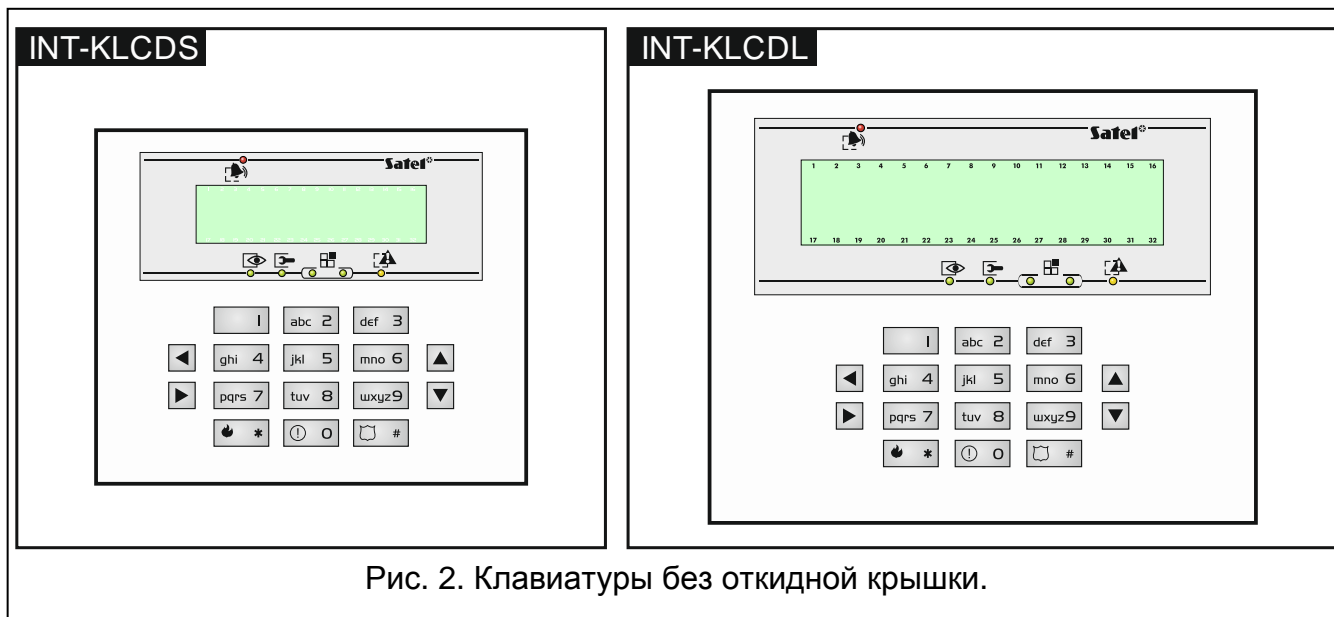 INT-KLCDS
Satel
1
abc 2
def 3
ghi 4
jkl 5
mno 6
pqrs 7
tuv 8
wxyz9
*
0
#
INT-KLCDL
Satel
1 2 3 4 5 6 7 8 9 10 11 12 13 14 15 16
17 18 19 20 21 22 23 24 25 26 27 28 29 30 31 32
1
abc 2
def 3
ghi 4
jkl 5
mno 6
pqrs 7
tuv 8
wxyz9
*
0
#
Рис. 2. Клавиатуры без откидной крышки.